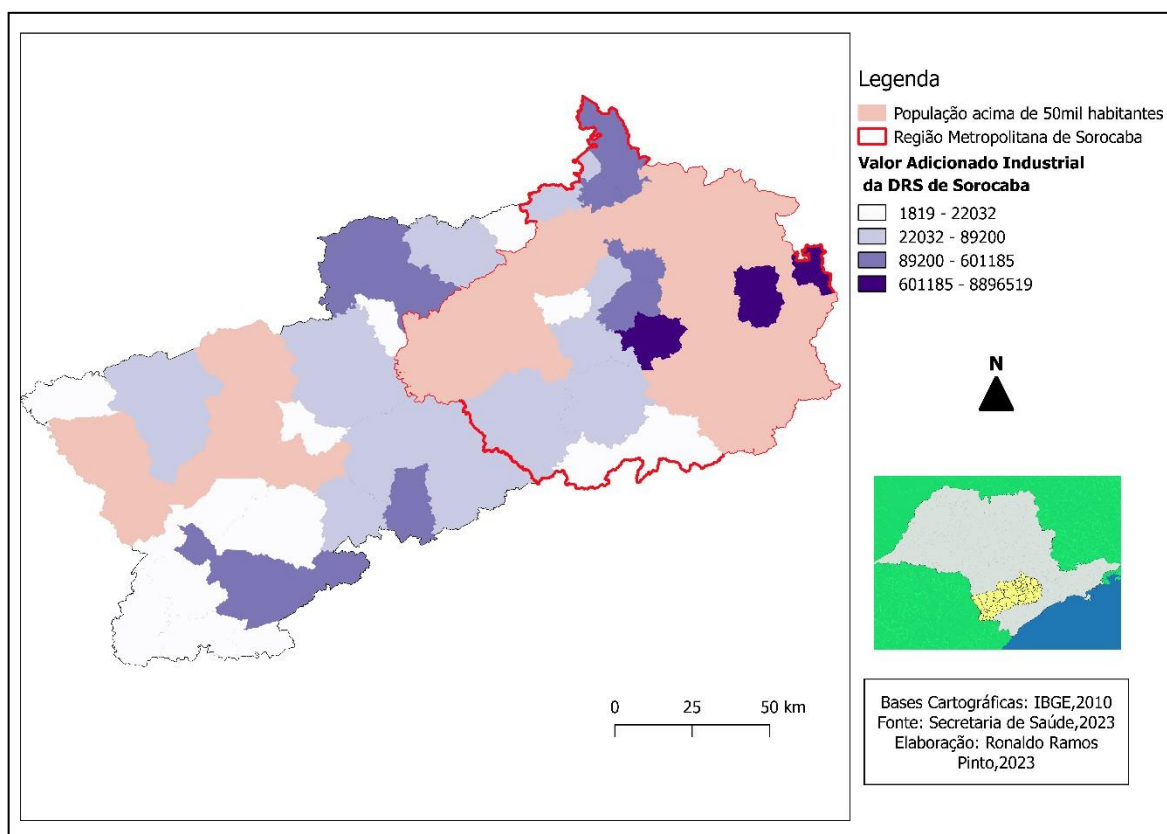 Legenda
População acima de 50mil habitantes
Região Metropolitana de Sorocaba
Valor Adicionado Industrial
da DRS de Sorocaba
1819 - 22032
22032 - 89200
89200 - 601185
601185 - 8896519
N
0 25 50 km
Bases Cartográficas: IBGE,2010
Fonte: Secretaria de Saúde,2023
Elaboração: Ronaldo Ramos
Pinto,2023